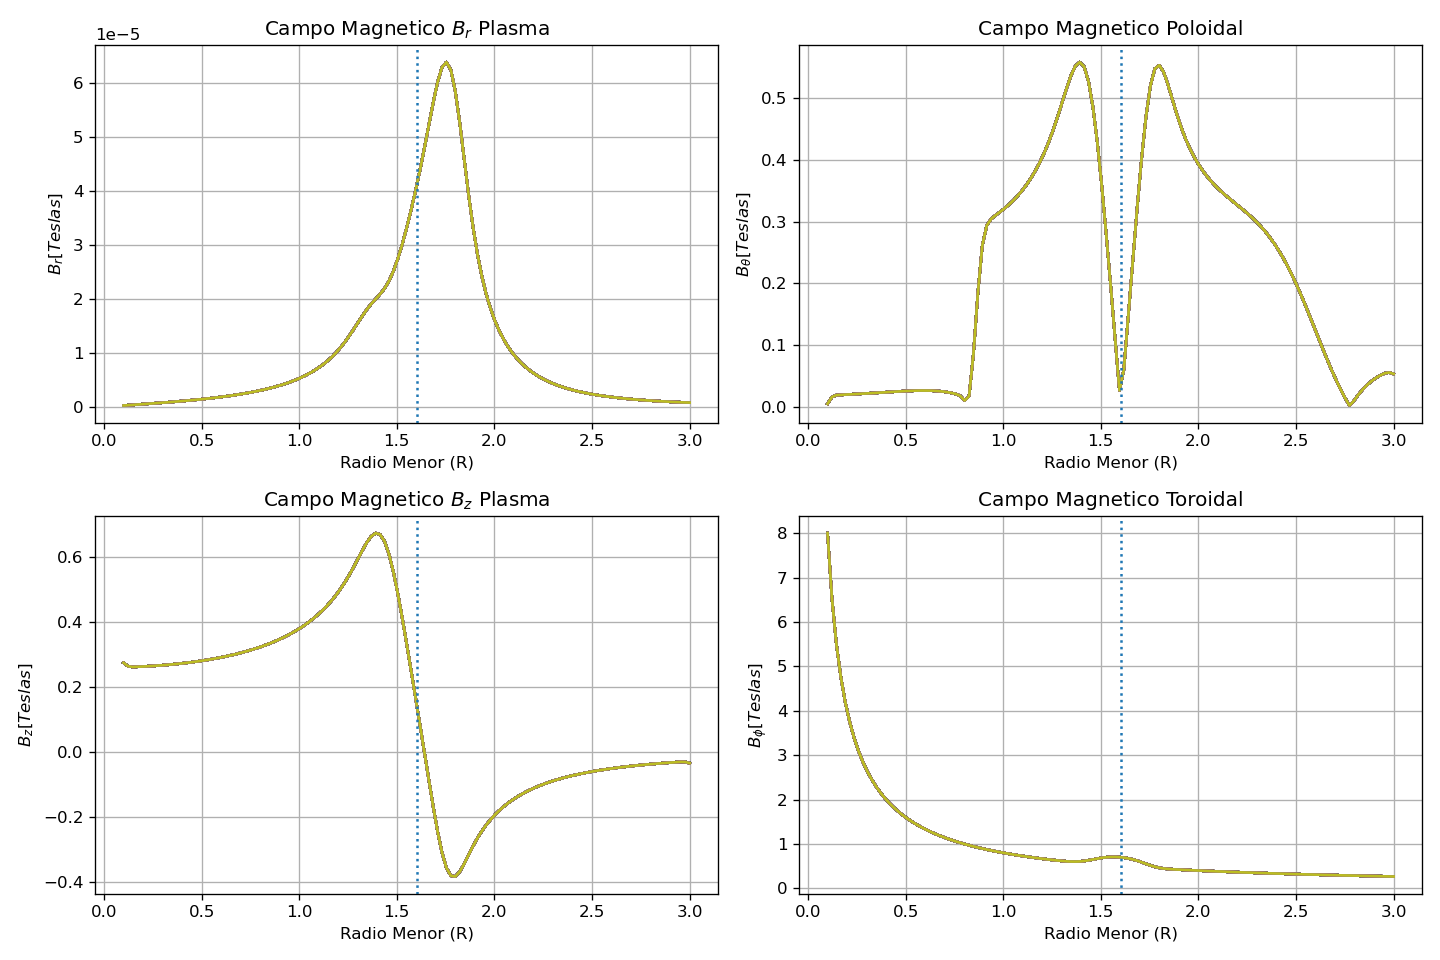 Campo Magnetico B_r Plasma
1e−5
6
5
4
3
2
1
0
B_r[Teslas]
0.0 0.5 1.0 1.5 2.0 2.5 3.0
Radio Menor (R)
Campo Magnetico Poloidal
0.5
0.4
0.3
0.2
0.1
0.0
B_θ[Teslas]
0.0 0.5 1.0 1.5 2.0 2.5 3.0
Radio Menor (R)
Campo Magnetico B_z Plasma
0.6
0.4
0.2
0.0
−0.2
−0.4
B_z[Teslas]
0.0 0.5 1.0 1.5 2.0 2.5 3.0
Radio Menor (R)
Campo Magnetico Toroidal
8
7
6
5
4
3
2
1
0
B_ϕ[Teslas]
0.0 0.5 1.0 1.5 2.0 2.5 3.0
Radio Menor (R)